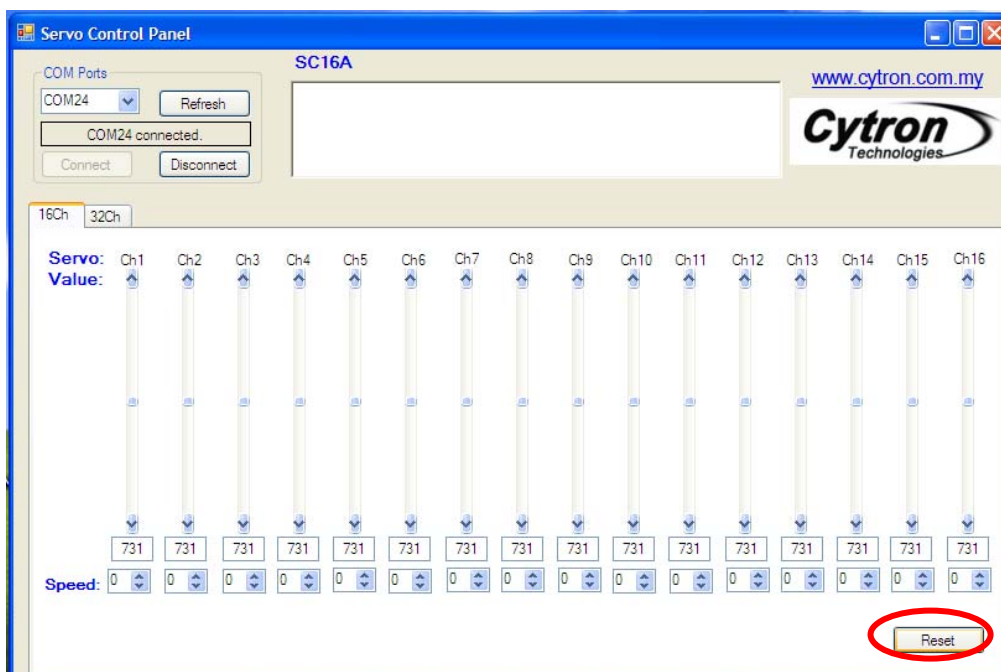 Servo Control Panel
COM Ports
COM24
Refresh
COM24 connected.
Connect
Disconnect
SC16A
www.cytron.com.my
Cytron
Technologies
16Ch
32Ch
Servo: Ch1 Ch2 Ch3 Ch4 Ch5 Ch6 Ch7 Ch8 Ch9 Ch10 Ch11 Ch12 Ch13 Ch14 Ch15 Ch16
Value:
731 731 731 731 731 731 731 731 731 731 731 731 731 731 731 731
Speed: 0 0 0 0 0 0 0 0 0 0 0 0 0 0 0 0
Reset